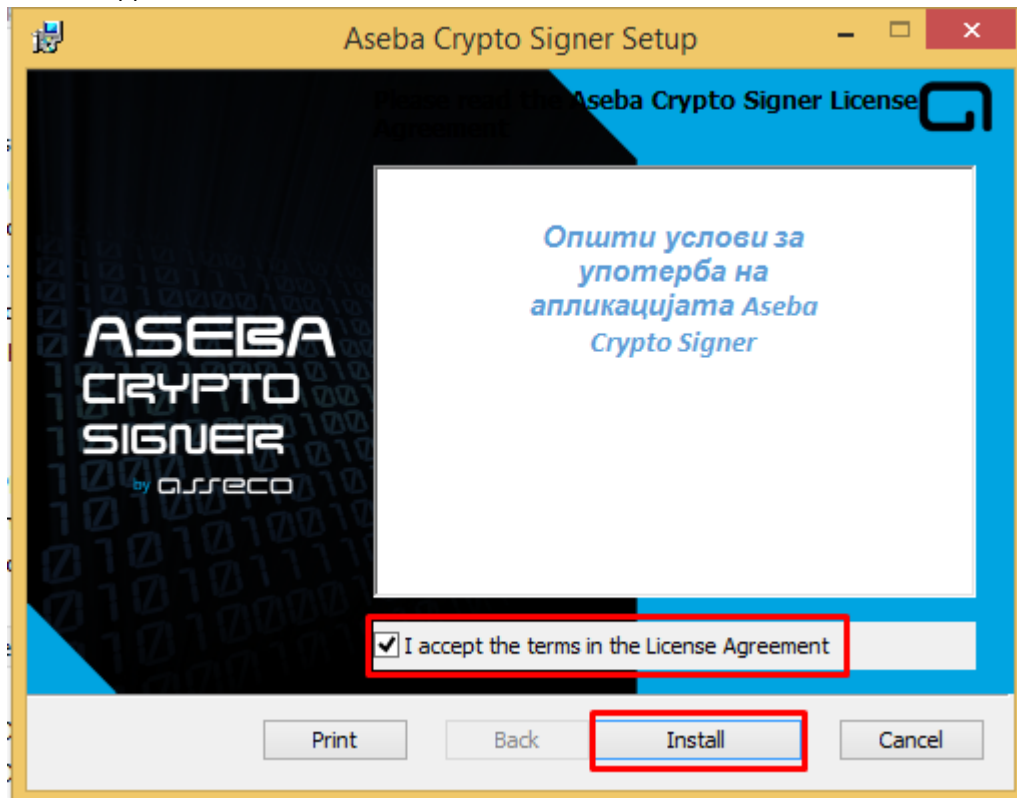 Aseba Crypto Signer Setup
Please read the Aseba Crypto Signer License
Agreement.
Општи услови за
употерба на
апликацијата Aseba
Crypto Signer
ASEBA
CRYPTO
SIGNER
by asseco
I accept the terms in the License Agreement
Print Back Install Cancel